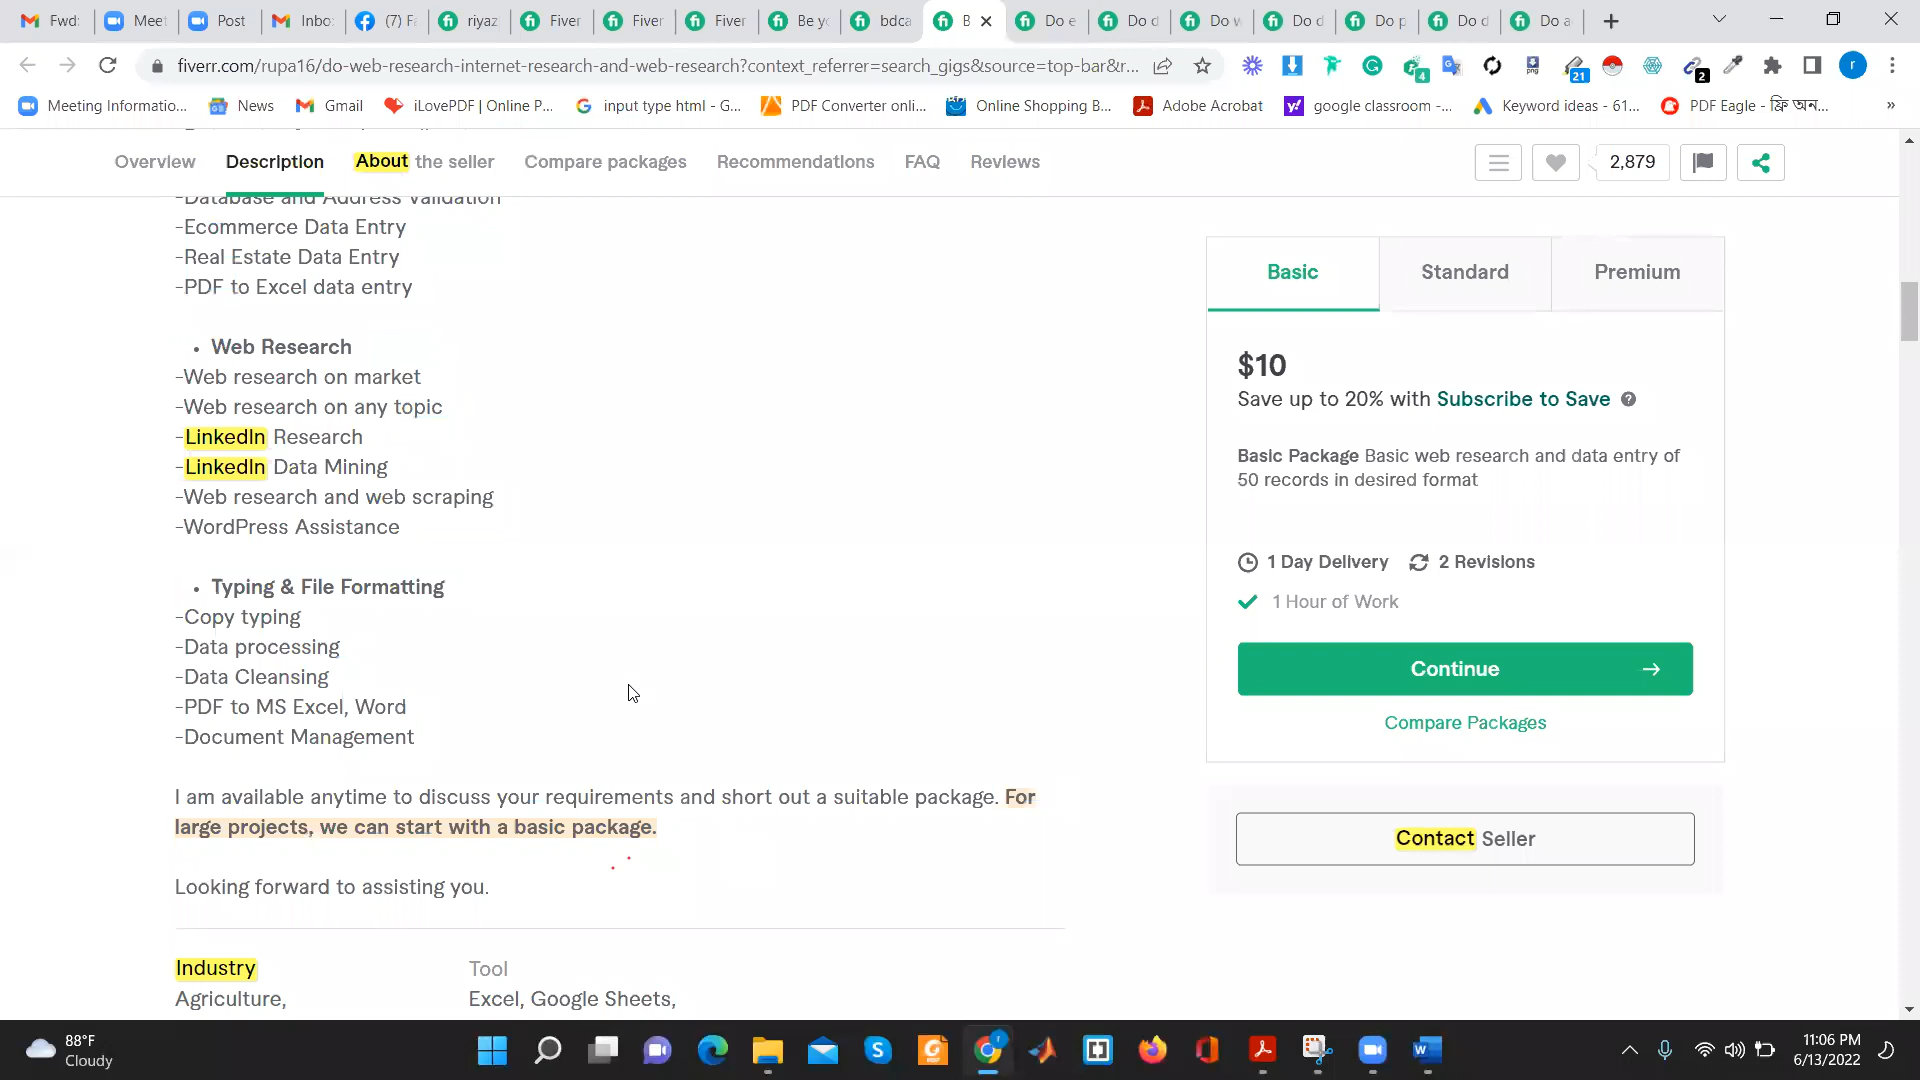 Fwd:
Meet
Post
Inbo
(7) Fa
riyaz
Fiver
Fiver
Fiver
Be yo
bdca
B
Do e
Do d
Do w
Do d
Do p
Do d
Do a
fiverr.com/rupa16/do-web-research-internet-research-and-web-research?context_referrer=search_gigs&source=top-bar&r...
4
21
2
r
Meeting Informatio...
News
Gmail
iLovePDF | Online P...
input type html - G...
PDF Converter onli...
Online Shopping B...
Adobe Acrobat
google classroom -...
Keyword ideas - 61...
PDF Eagle - ফ্রি অন...
»
Overview
Description
About the seller
Compare packages
Recommendations
FAQ
Reviews
2,879
-Database and Address Validation
-Ecommerce Data Entry
-Real Estate Data Entry
-PDF to Excel data entry
• Web Research
-Web research on market
-Web research on any topic
-LinkedIn Research
-LinkedIn Data Mining
-Web research and web scraping
-WordPress Assistance
• Typing & File Formatting
-Copy typing
-Data processing
-Data Cleansing
-PDF to MS Excel, Word
-Document Management
I am available anytime to discuss your requirements and short out a suitable package. For
large projects, we can start with a basic package.
Looking forward to assisting you.
Industry
Tool
Agriculture,
Excel, Google Sheets,
Basic
Standard
Premium
$10
Save up to 20% with Subscribe to Save
Basic Package Basic web research and data entry of
50 records in desired format
1 Day Delivery
2 Revisions
1 Hour of Work
Continue
Compare Packages
Contact Seller
88°F
Cloudy
11:06 PM
6/13/2022